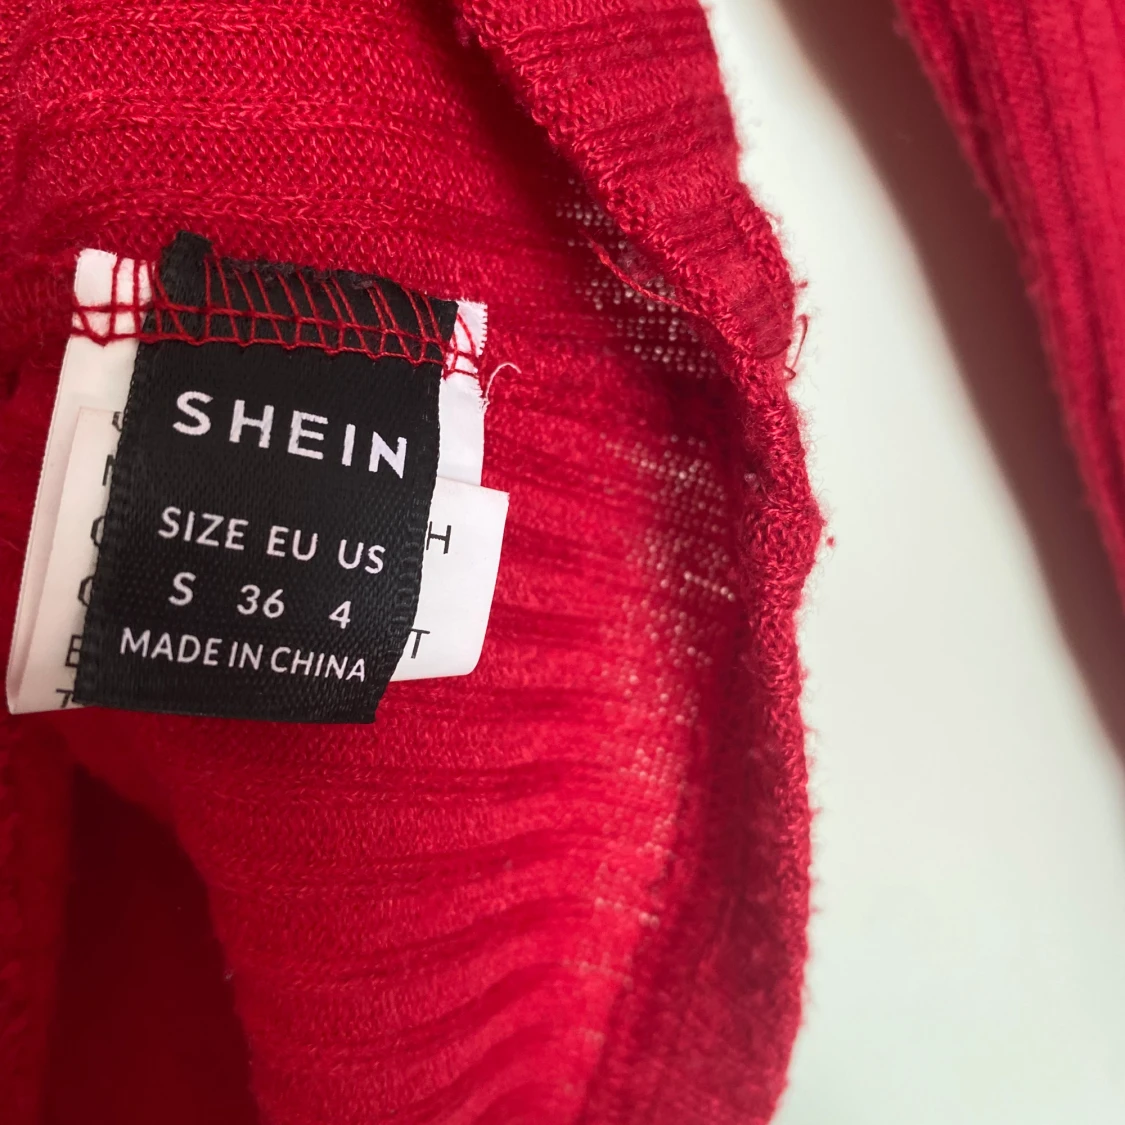 SHEIN
SIZE EU US
S 36 4
MADE IN CHINA